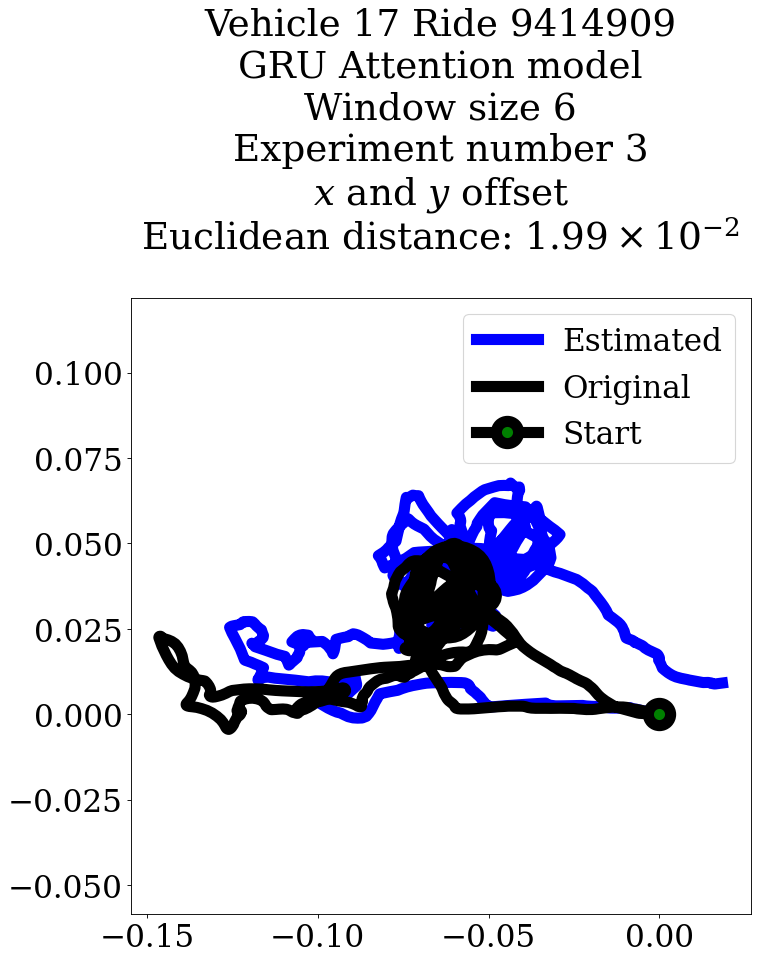 Vehicle 17 Ride 9414909
GRU Attention model
Window size 6
Experiment number 3
x and y offset
Euclidean distance: 1.99 × 10⁻²
Estimated
Original
Start
0.100
0.075
0.050
0.025
0.000
−0.025
−0.050
−0.15 −0.10 −0.05 0.00